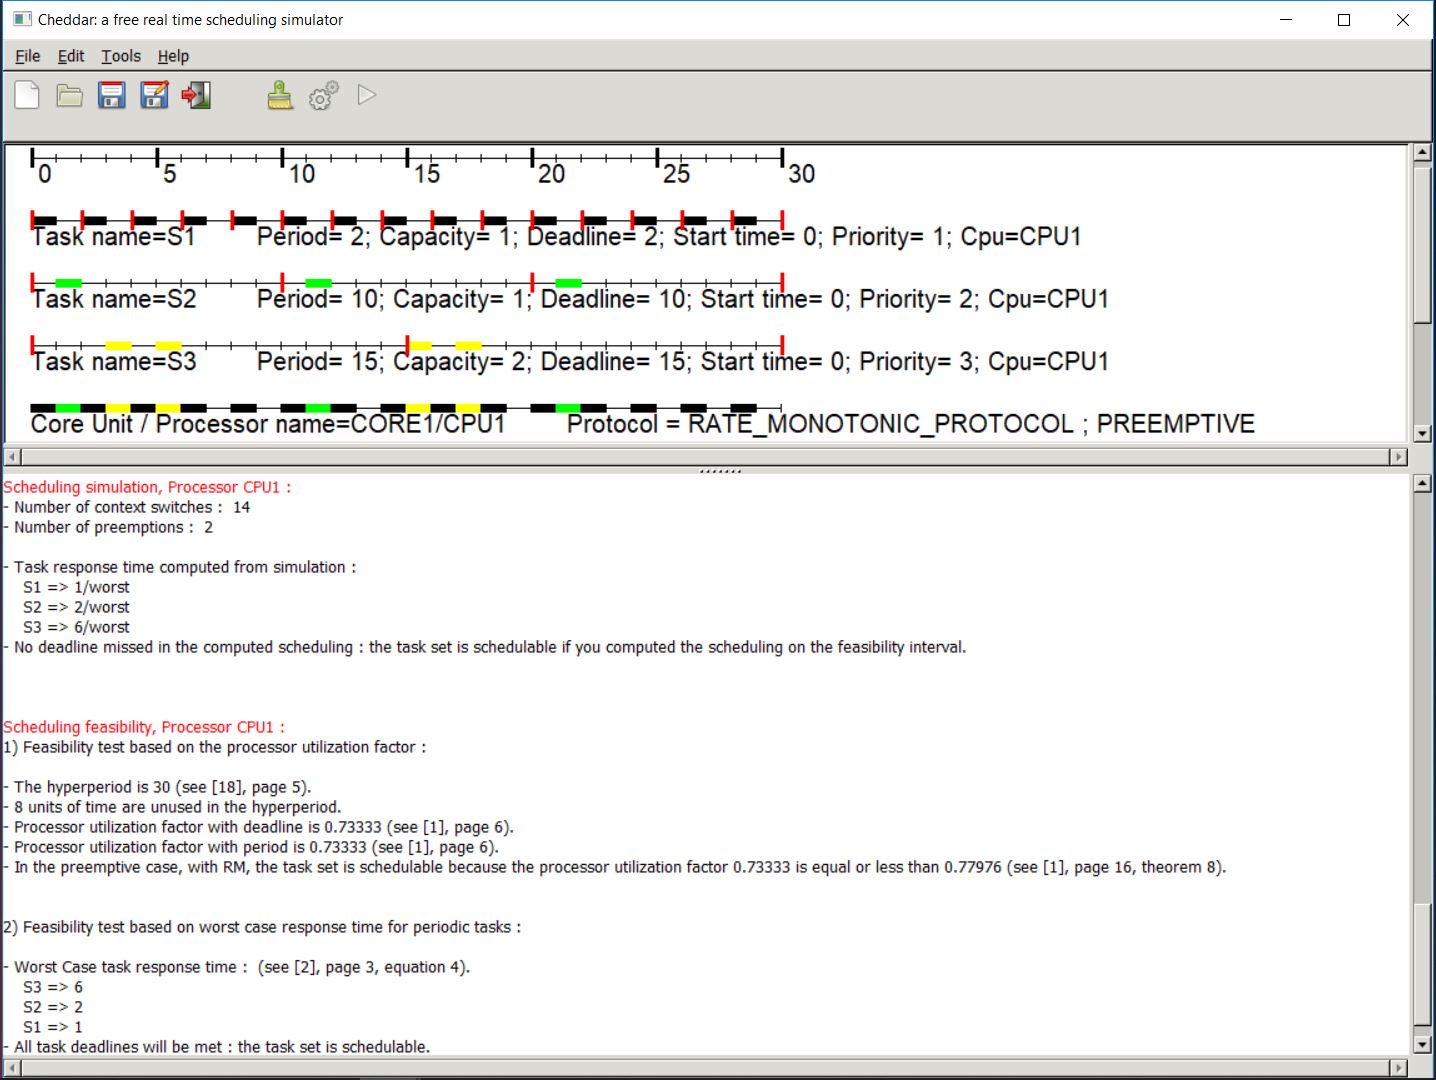 Cheddar: a free real time scheduling simulator
File Edit Tools Help
0 5 10 15 20 25 30
Task name=S1 Period= 2; Capacity= 1; Deadline= 2; Start time= 0; Priority= 1; Cpu=CPU1
Task name=S2 Period= 10; Capacity= 1; Deadline= 10; Start time= 0; Priority= 2; Cpu=CPU1
Task name=S3 Period= 15; Capacity= 2; Deadline= 15; Start time= 0; Priority= 3; Cpu=CPU1
Core Unit / Processor name=CORE1/CPU1 Protocol = RATE_MONOTONIC_PROTOCOL ; PREEMPTIVE
Scheduling simulation, Processor CPU1 :
- Number of context switches : 14
- Number of preemptions : 2
- Task response time computed from simulation :
S1 => 1/worst
S2 => 2/worst
S3 => 6/worst
- No deadline missed in the computed scheduling : the task set is schedulable if you computed the scheduling on the feasibility interval.
Scheduling feasibility, Processor CPU1 :
1) Feasibility test based on the processor utilization factor :
- The hyperperiod is 30 (see [18], page 5).
- 8 units of time are unused in the hyperperiod.
- Processor utilization factor with deadline is 0.73333 (see [1], page 6).
- Processor utilization factor with period is 0.73333 (see [1], page 6).
- In the preemptive case, with RM, the task set is schedulable because the processor utilization factor 0.73333 is equal or less than 0.77976 (see [1], page 16, theorem 8).
2) Feasibility test based on worst case response time for periodic tasks :
- Worst Case task response time : (see [2], page 3, equation 4).
S3 => 6
S2 => 2
S1 => 1
- All task deadlines will be met : the task set is schedulable.